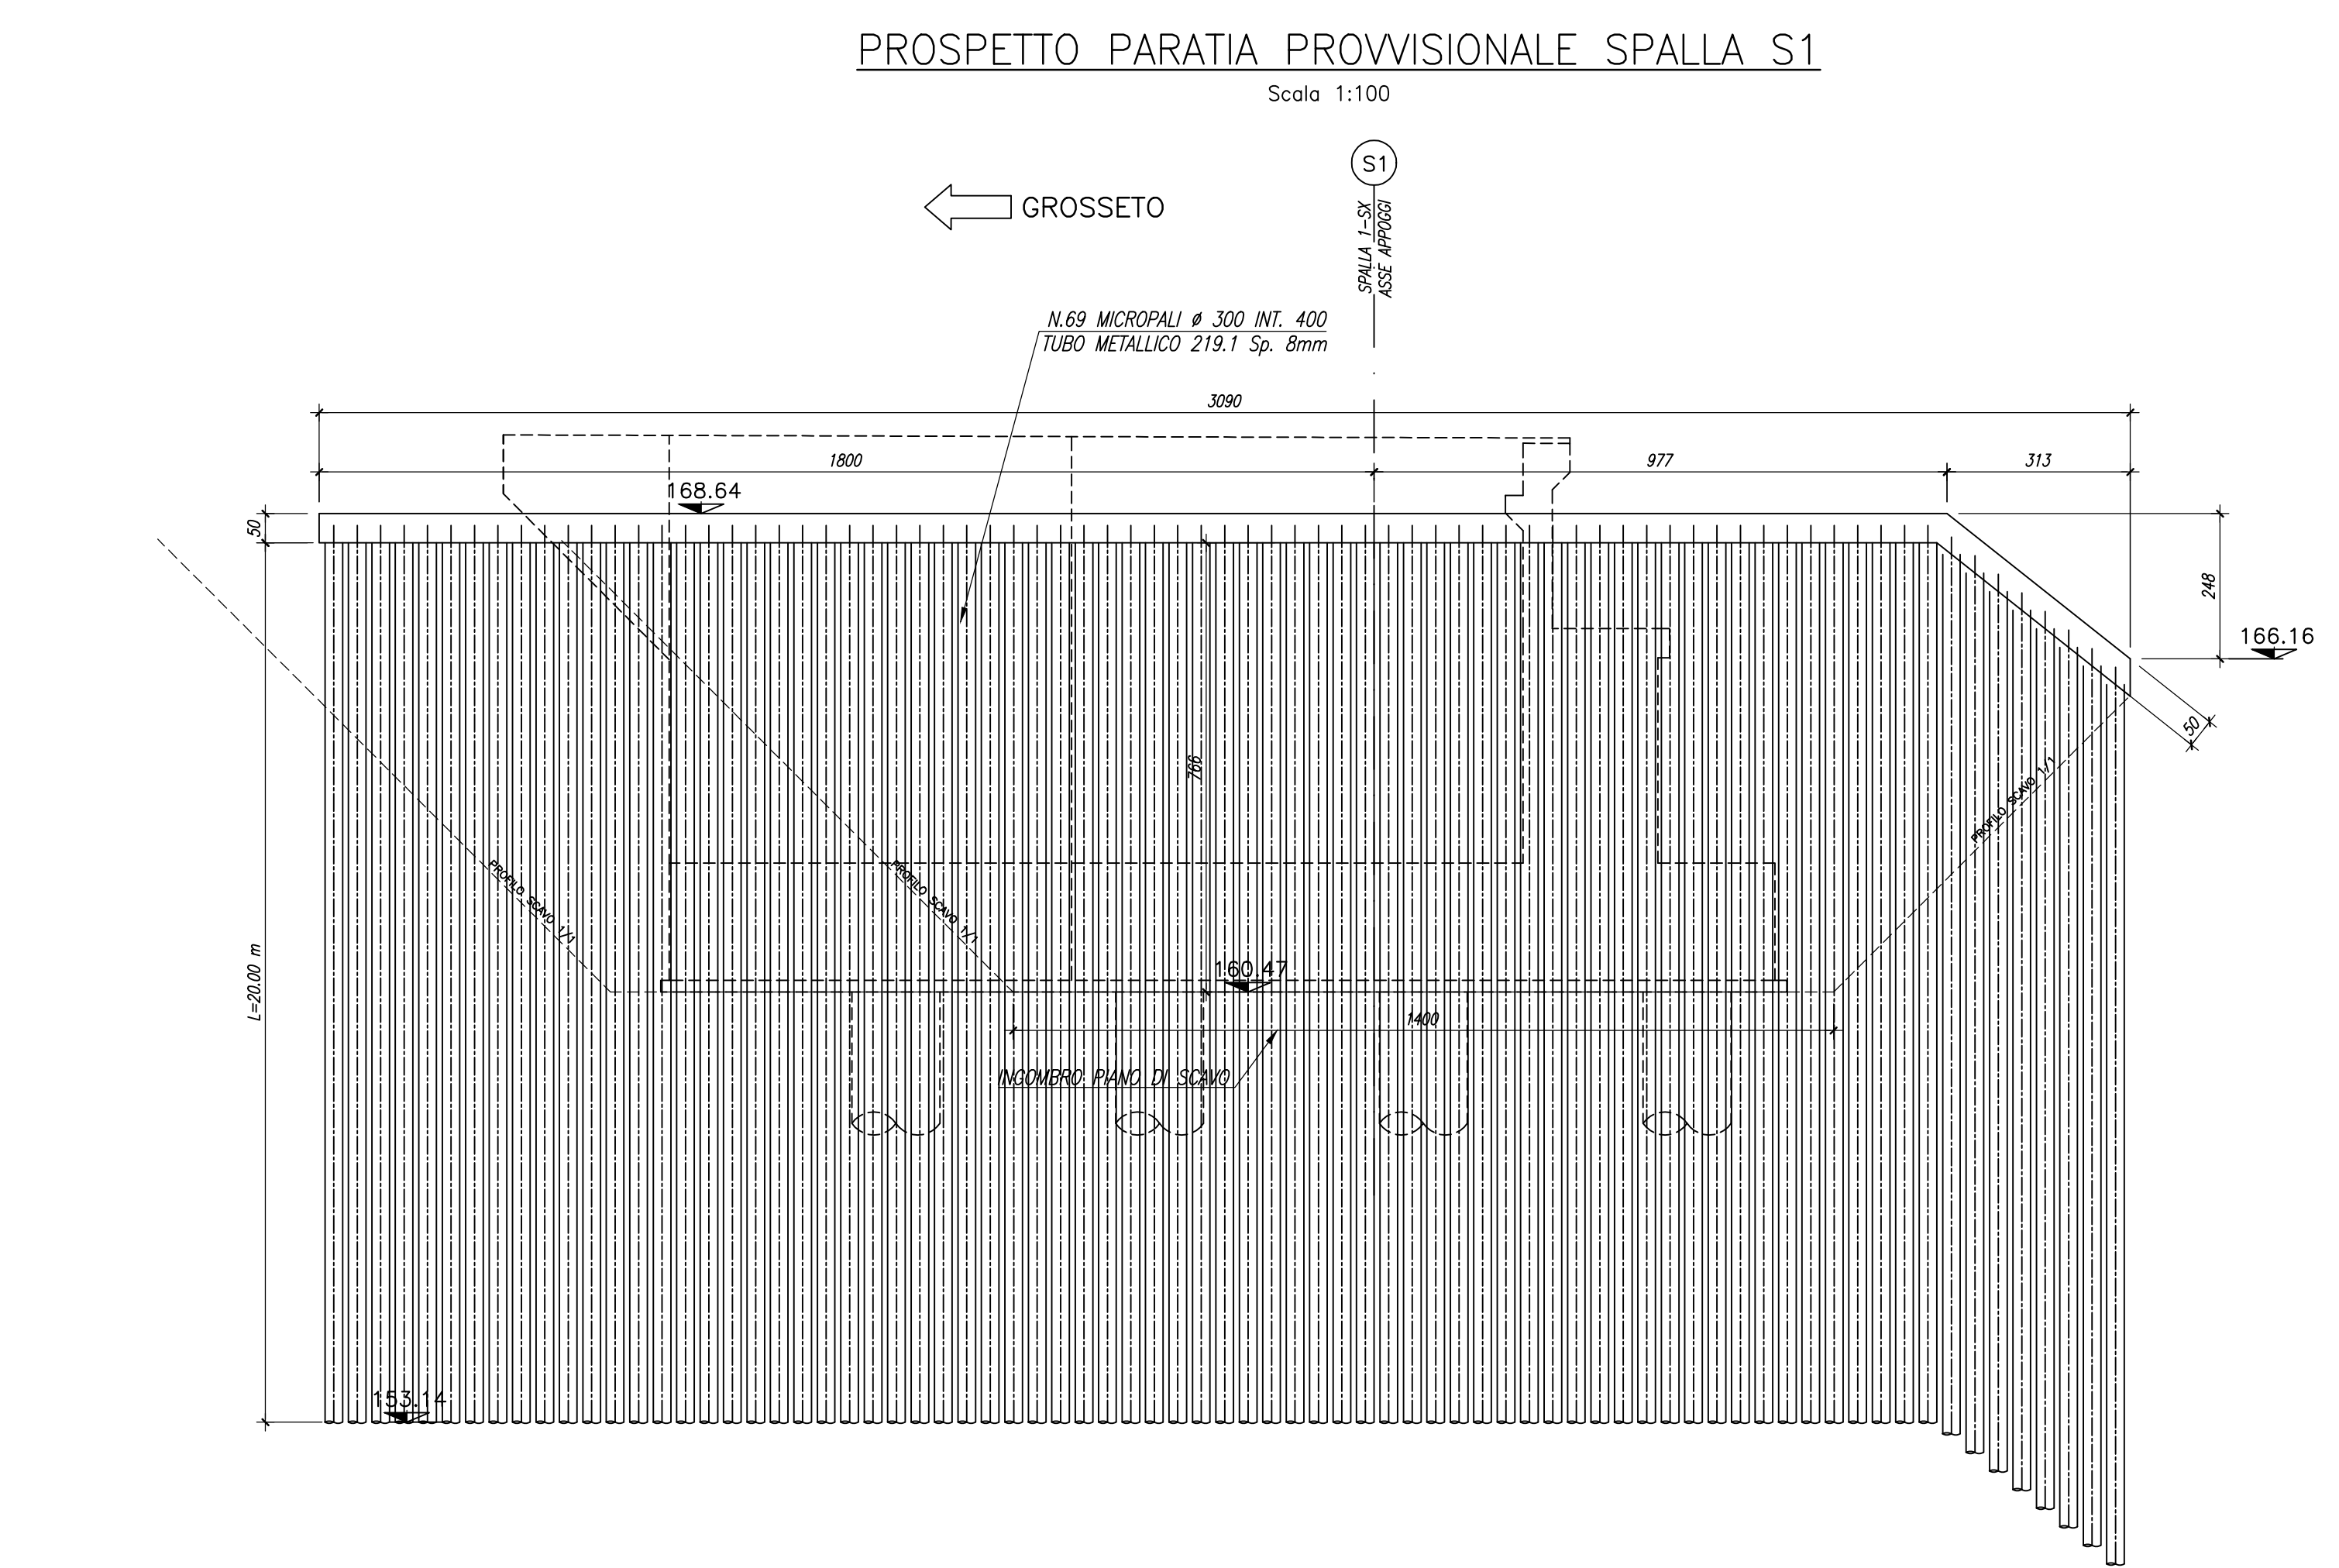 PROSPETTO PARATIA PROVVISIONALE SPALLA S1
Scala 1:100
S1
GROSSETO
SPALLA 1-SX
ASSE APPOGGI
N.69 MICROPALI ø 300 INT. 400
TUBO METALLICO 219.1 Sp. 8mm
3090
1800
977
313
168.64
50
248
166.16
50
766
PROFILO SCAVO 1/1
PROFILO SCAVO 1/1
PROFILO SCAVO 1/1
L=20.00 m
160.47
1400
INGOMBRO PIANO DI SCAVO
153.14